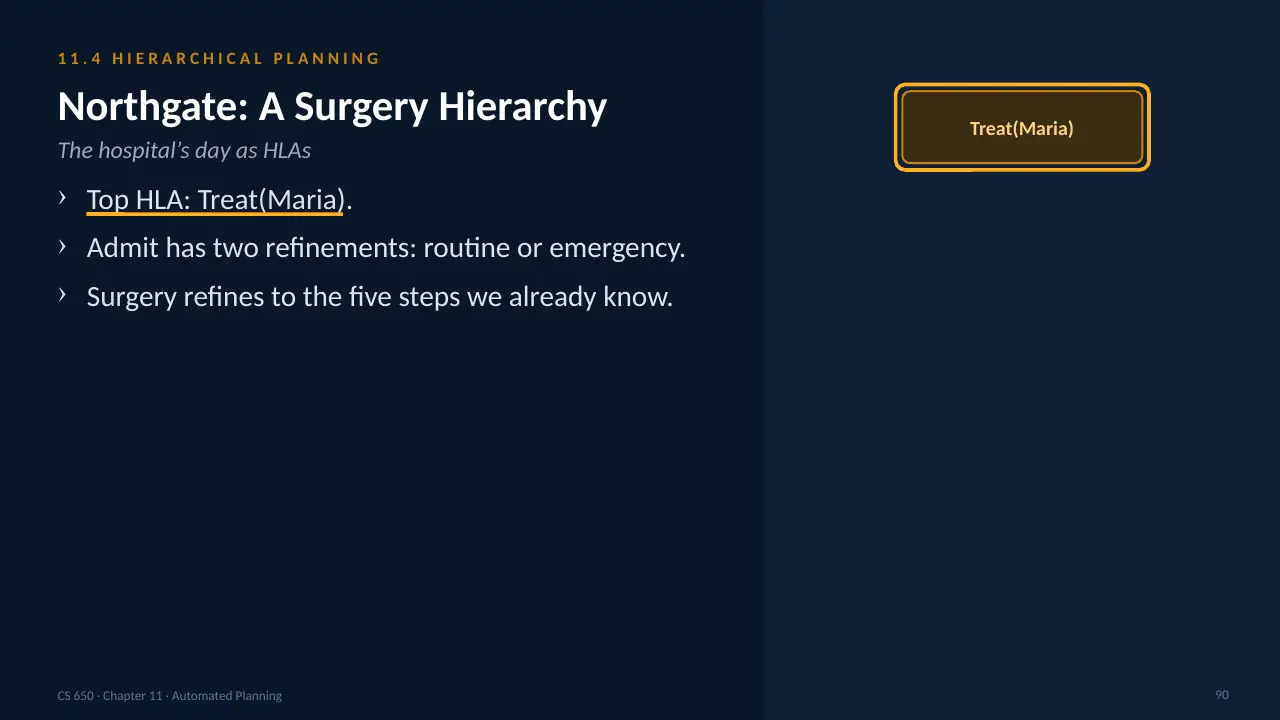 11.4 HIERARCHICAL PLANNING
Northgate: A Surgery Hierarchy
The hospital’s day as HLAs
› Top HLA: Treat(Maria).
› Admit has two refinements: routine or emergency.
› Surgery refines to the five steps we already know.
Treat(Maria)
CS 650 · Chapter 11 · Automated Planning
90